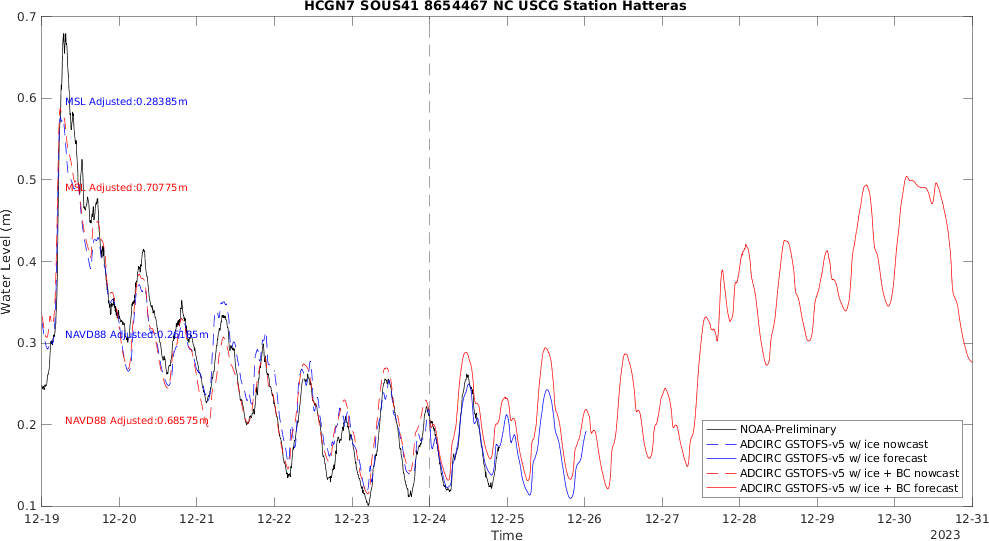 HCGN7 SOUS41 8654467 NC USCG Station Hatteras
0.7
0.6
0.5
0.4
0.3
0.2
0.1
Water Level (m)
MSL Adjusted:0.28385m
MSL Adjusted:0.70775m
NAVD88 Adjusted:0.26185m
NAVD88 Adjusted:0.68575m
NOAA-Preliminary
ADCIRC GSTOFS-v5 w/ ice nowcast
ADCIRC GSTOFS-v5 w/ ice forecast
ADCIRC GSTOFS-v5 w/ ice + BC nowcast
ADCIRC GSTOFS-v5 w/ ice + BC forecast
12-19 12-20 12-21 12-22 12-23 12-24 12-25 12-26 12-27 12-28 12-29 12-30 12-31
Time
2023